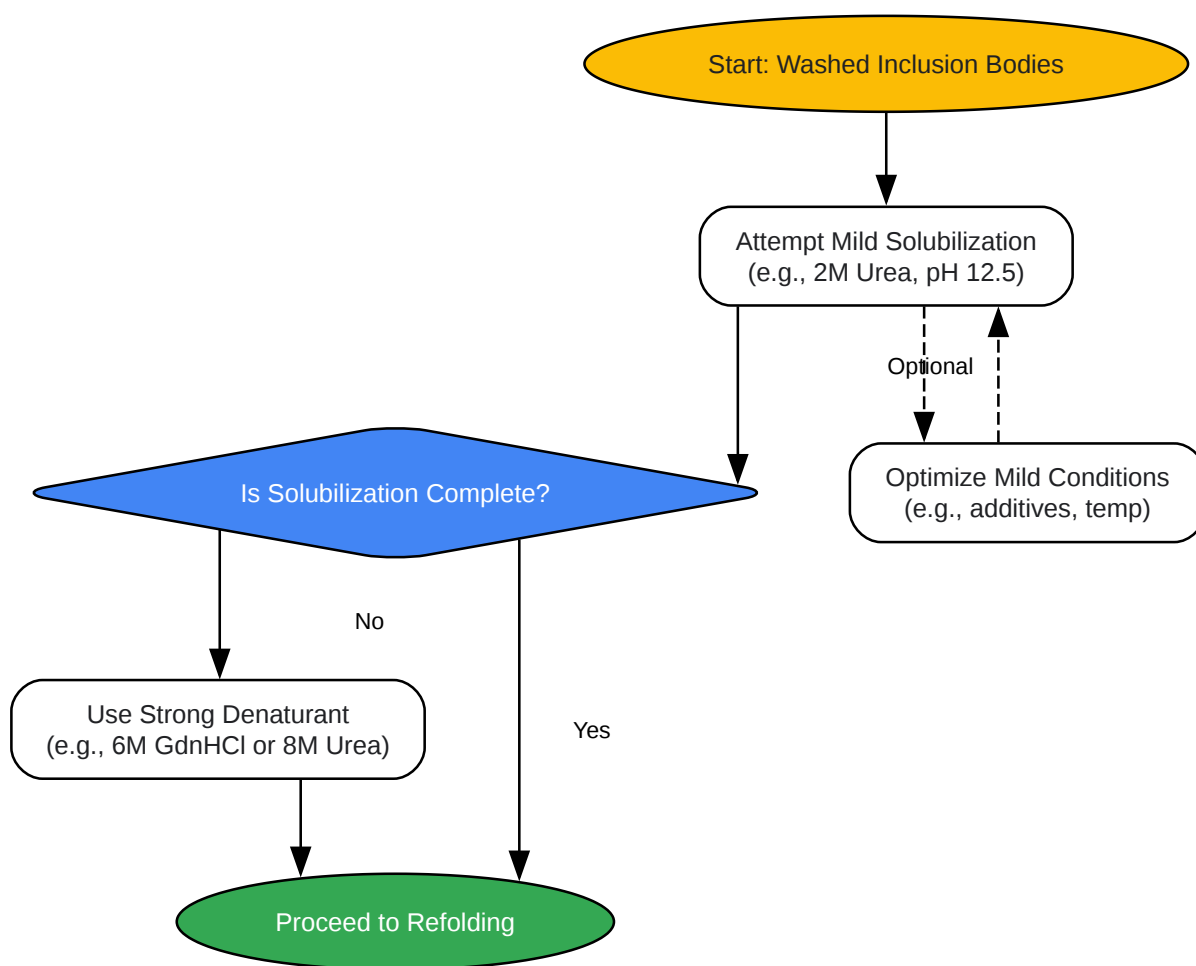 Start: Washed Inclusion Bodies
Attempt Mild Solubilization
(e.g., 2M Urea, pH 12.5)
Optional
Optimize Mild Conditions
(e.g., additives, temp)
Is Solubilization Complete?
No
Use Strong Denaturant
(e.g., 6M GdnHCl or 8M Urea)
Yes
Proceed to Refolding